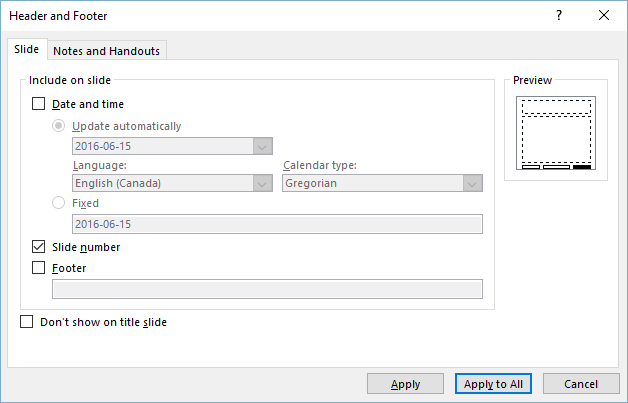 Header and Footer
Slide
Notes and Handouts
Include on slide
Date and time
Update automatically
2016-06-15
Language:
Calendar type:
English (Canada)
Gregorian
Fixed
2016-06-15
Slide number
Footer
Don't show on title slide
Preview
Apply
Apply to All
Cancel